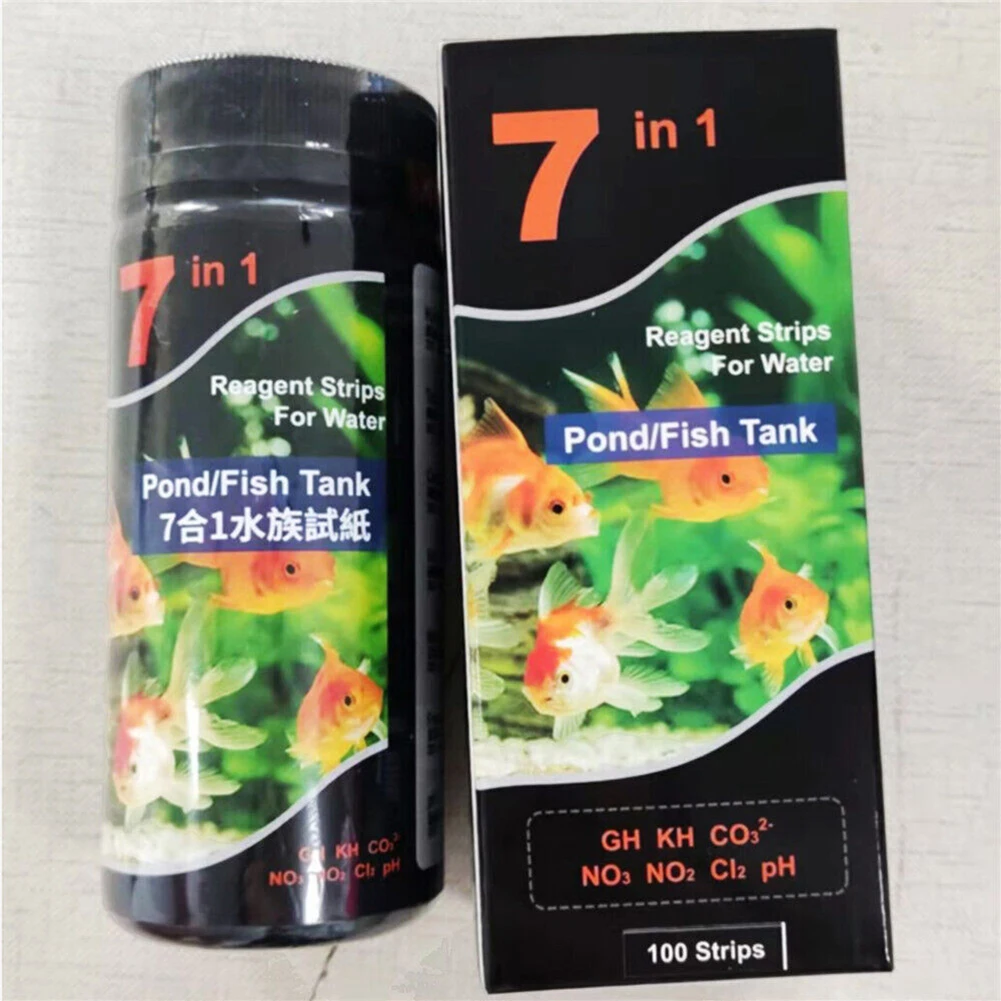 7 in 1
Reagent Strips
For Water
Pond/Fish Tank
7合1水族試紙
GH KH CO₃²⁻
NO₃ NO₂ Cl₂ pH
7 in 1
Reagent Strips
For Water
Pond/Fish Tank
GH KH CO₃²⁻
NO₃ NO₂ Cl₂ pH
100 Strips